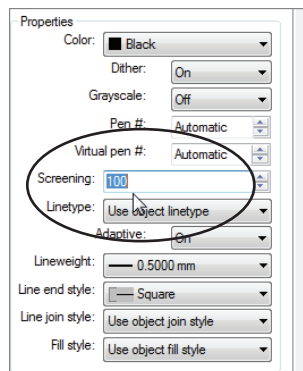 Properties
Color: Black
Dither: On
Grayscale: Off
Pen #: Automatic
Virtual pen #: Automatic
Screening: 100
Linetype: Use object linetype
Adaptive: On
Lineweight: 0.5000 mm
Line end style: Square
Line join style: Use object join style
Fill style: Use object fill style